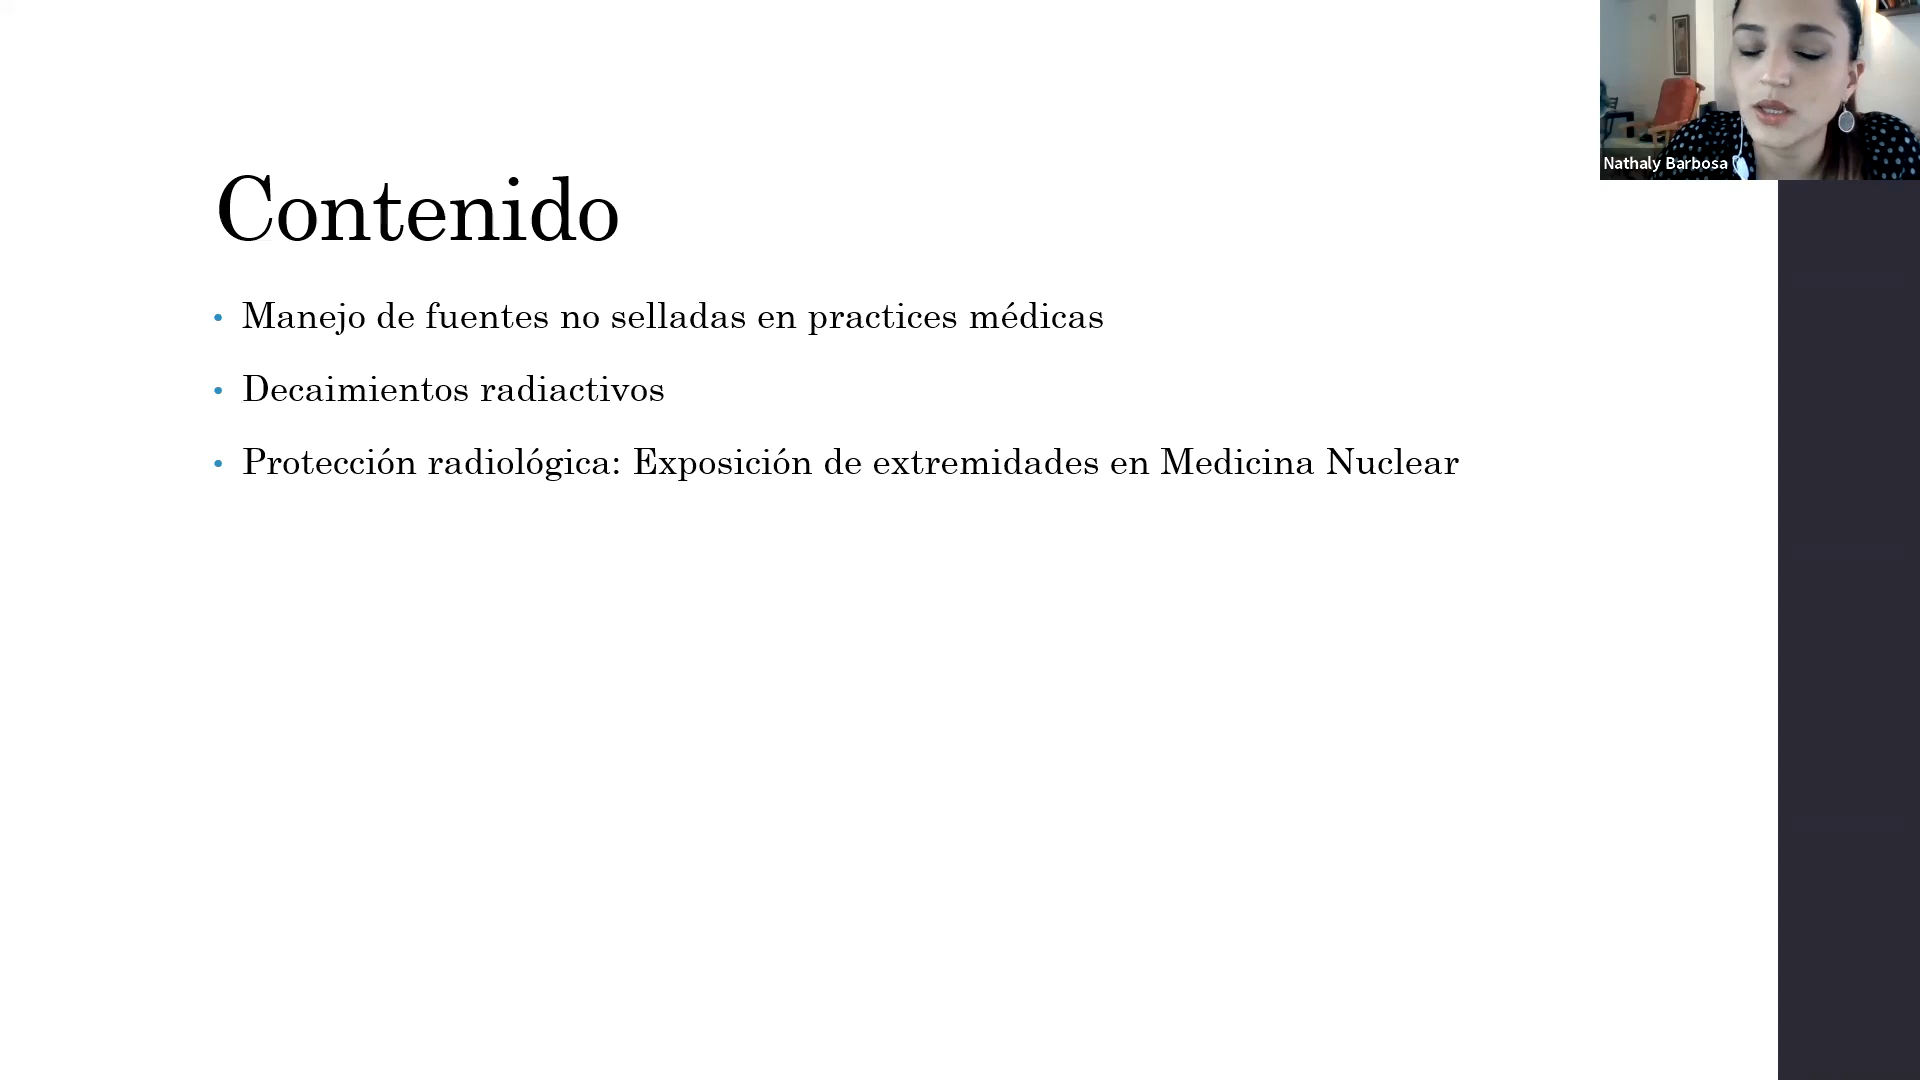 Contenido
• Manejo de fuentes no selladas en practices médicas
• Decaimientos radiactivos
• Protección radiológica: Exposición de extremidades en Medicina Nuclear
Nathaly Barbosa